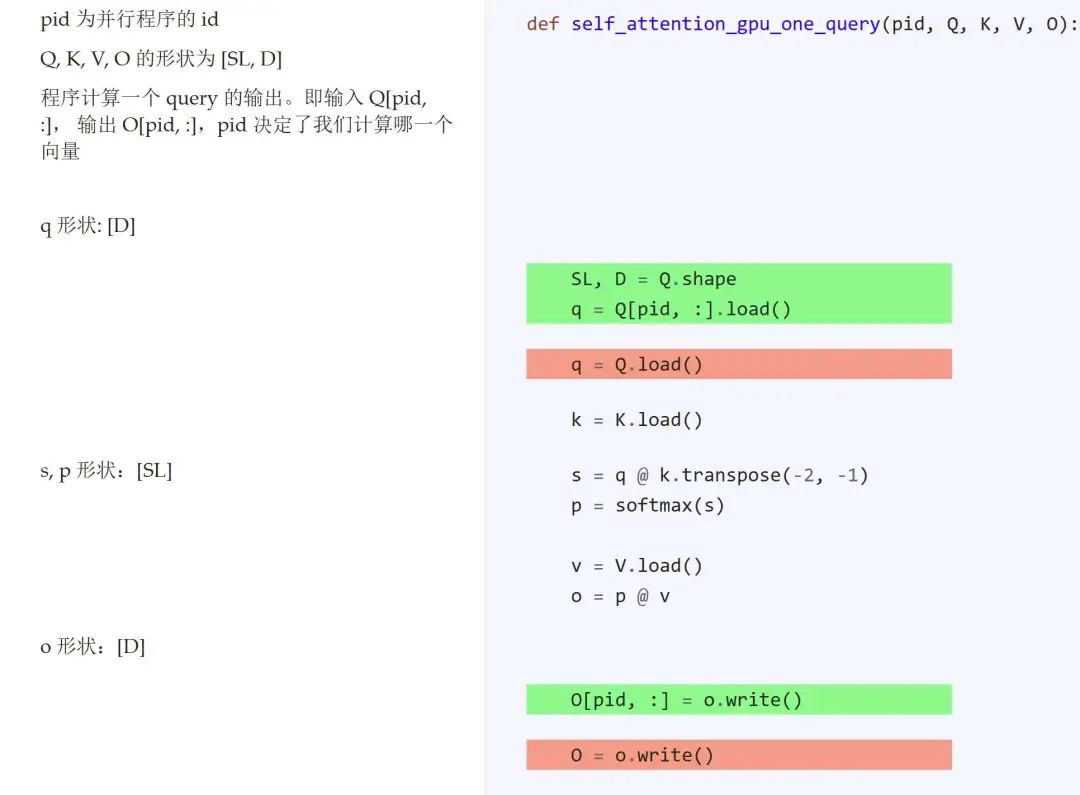 pid 为并行程序的 id
Q, K, V, O 的形状为 [SL, D]
程序计算一个 query 的输出。即输入 Q[pid,
:]， 输出 O[pid, :]，pid 决定了我们计算哪一个
向量
q 形状: [D]
s, p 形状：[SL]
o 形状：[D]
def self_attention_gpu_one_query(pid, Q, K, V, O):
SL, D = Q.shape
q = Q[pid, :].load()
q = Q.load()
k = K.load()
s = q @ k.transpose(-2, -1)
p = softmax(s)
v = V.load()
o = p @ v
O[pid, :] = o.write()
O = o.write()